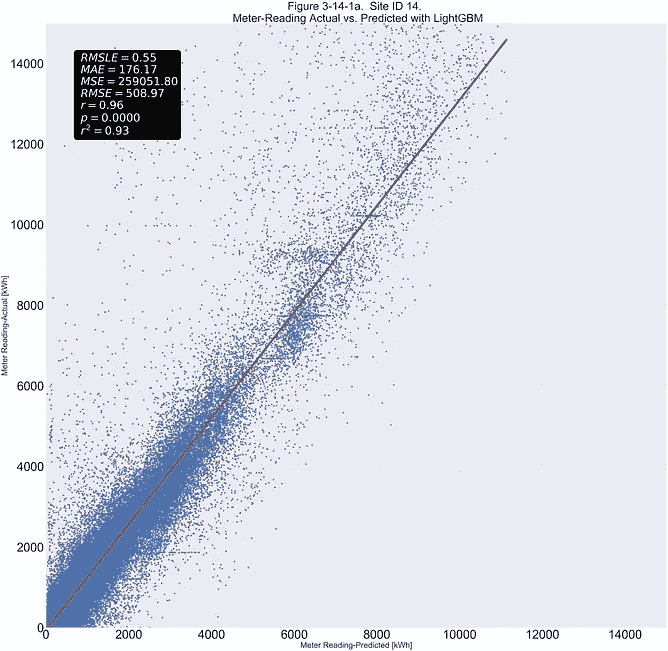 Figure 3-14-1a. Site ID 14.
Meter-Reading Actual vs. Predicted with LightGBM
RMSLE = 0.55
MAE = 176.17
MSE = 259051.80
RMSE = 508.97
r = 0.96
p = 0.0000
r² = 0.93
Meter Reading-Actual [kWh]
14000
12000
10000
8000
6000
4000
2000
0
0 2000 4000 6000 8000 10000 12000 14000
Meter Reading-Predicted [kWh]